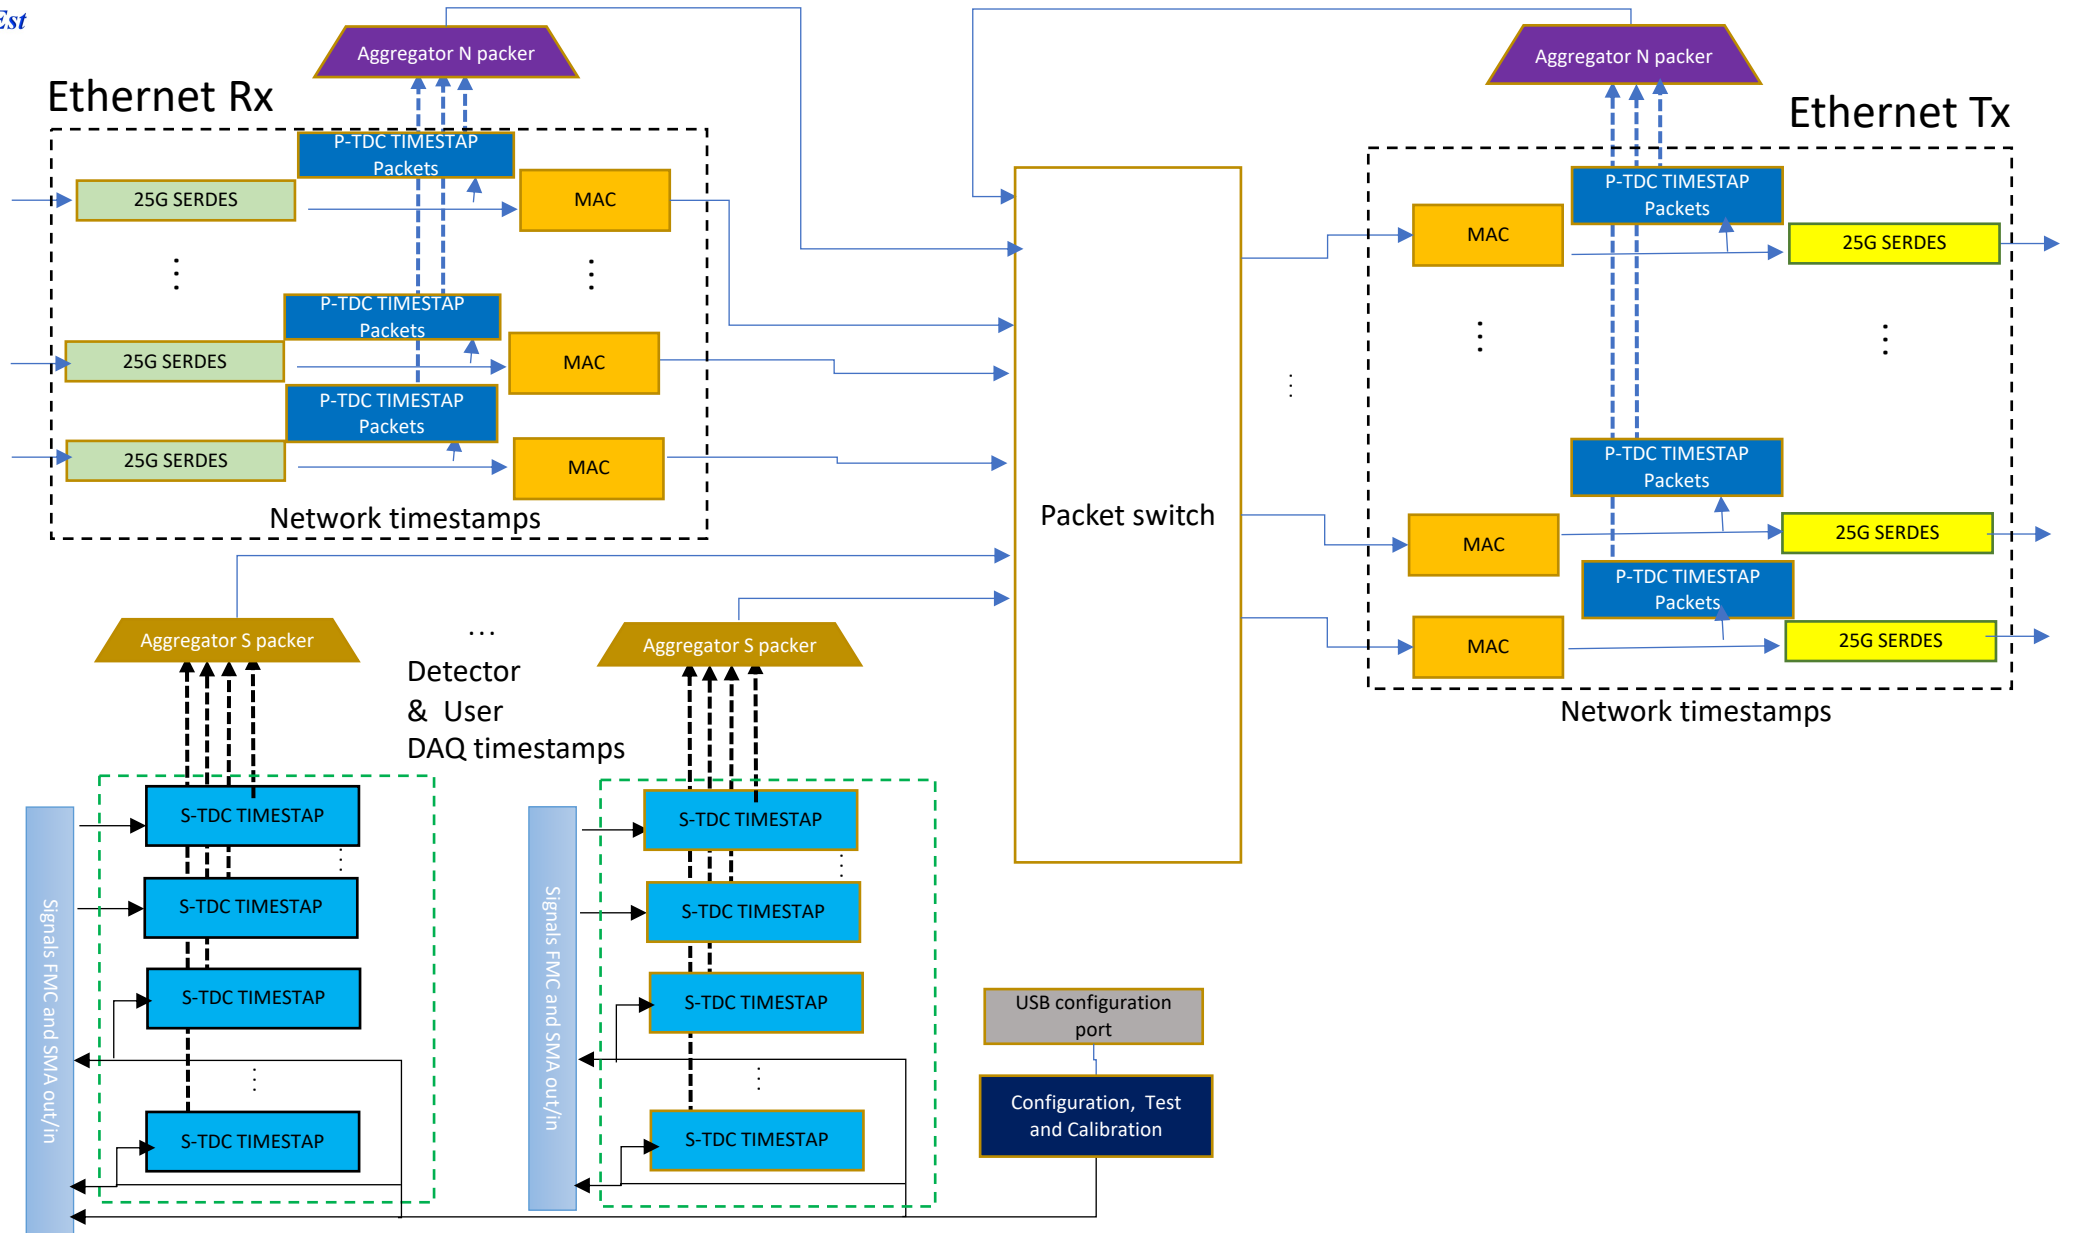 Est
Aggregator N packer
Aggregator N packer
Ethernet Rx
Ethernet Tx
P-TDC TIMESTAP
Packets
25G SERDES
MAC
P-TDC TIMESTAP
Packets
MAC
25G SERDES
P-TDC TIMESTAP
Packets
25G SERDES
MAC
P-TDC TIMESTAP
Packets
25G SERDES
MAC
Network timestamps
Packet switch
P-TDC TIMESTAP
Packets
MAC
25G SERDES
P-TDC TIMESTAP
Packets
MAC
25G SERDES
Network timestamps
Aggregator S packer
...
Aggregator S packer
Detector
& User
DAQ timestamps
Signals FMC and SMA out/in
S-TDC TIMESTAP
S-TDC TIMESTAP
S-TDC TIMESTAP
S-TDC TIMESTAP
Signals FMC and SMA out/in
S-TDC TIMESTAP
S-TDC TIMESTAP
S-TDC TIMESTAP
S-TDC TIMESTAP
USB configuration
port
Configuration, Test
and Calibration